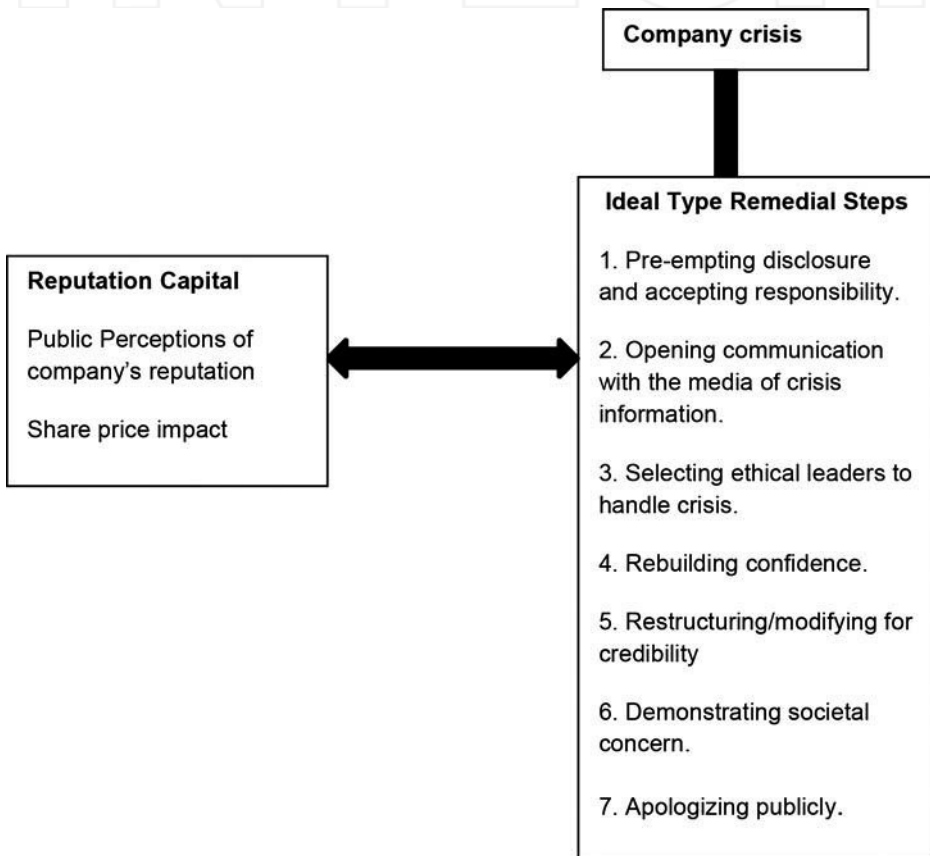 Company crisis
Ideal Type Remedial Steps
1. Pre-empting disclosure
and accepting responsibility.
2. Opening communication
with the media of crisis
information.
3. Selecting ethical leaders to
handle crisis.
4. Rebuilding confidence.
5. Restructuring/modifying for
credibility
6. Demonstrating societal
concern.
7. Apologizing publicly.
Reputation Capital
Public Perceptions of
company's reputation
Share price impact